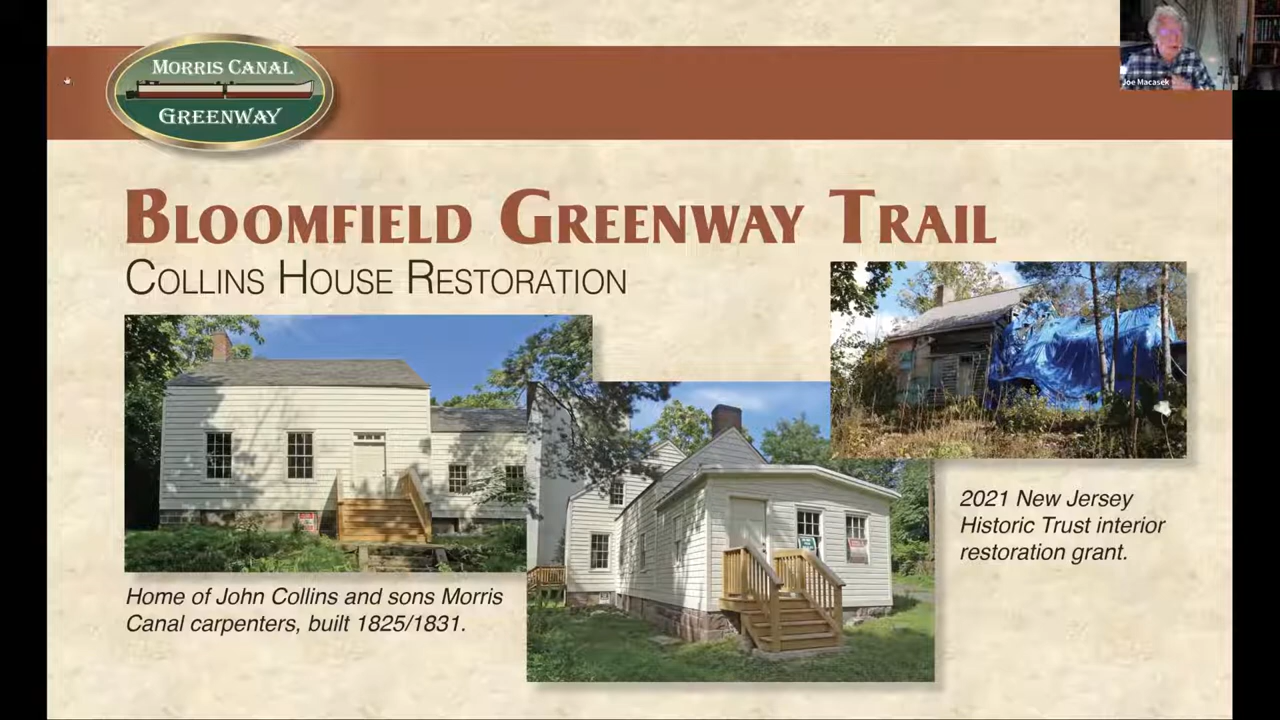 MORRIS CANAL
GREENWAY
Joe Macasek
BLOOMFIELD GREENWAY TRAIL
COLLINS HOUSE RESTORATION
2021 New Jersey
Historic Trust interior
restoration grant.
Home of John Collins and sons Morris
Canal carpenters, built 1825/1831.